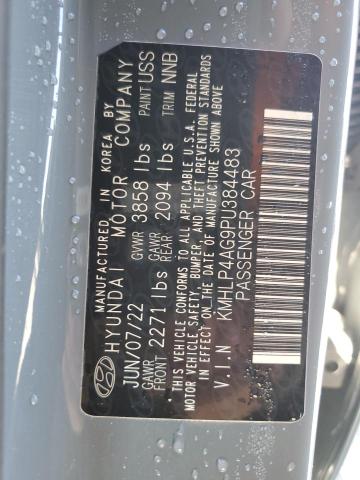 MANUFACTURED IN KOREA BY
HYUNDAI MOTOR COMPANY
JUN/07/22 GVWR 3858 lbs PAINT USS
GAWR FRONT 2271 lbs GAWR REAR 2094 lbs TRIM NNB
* THIS VEHICLE CONFORMS TO ALL APPLICABLE U.S.A. FEDERAL
MOTOR VEHICLE SAFETY, BUMPER, AND THEFT PREVENTION STANDARDS
IN EFFECT ON THE DATE OF MANUFACTURE SHOWN ABOVE
V.I.N KMHLP4AG9PU384483
PASSENGER CAR